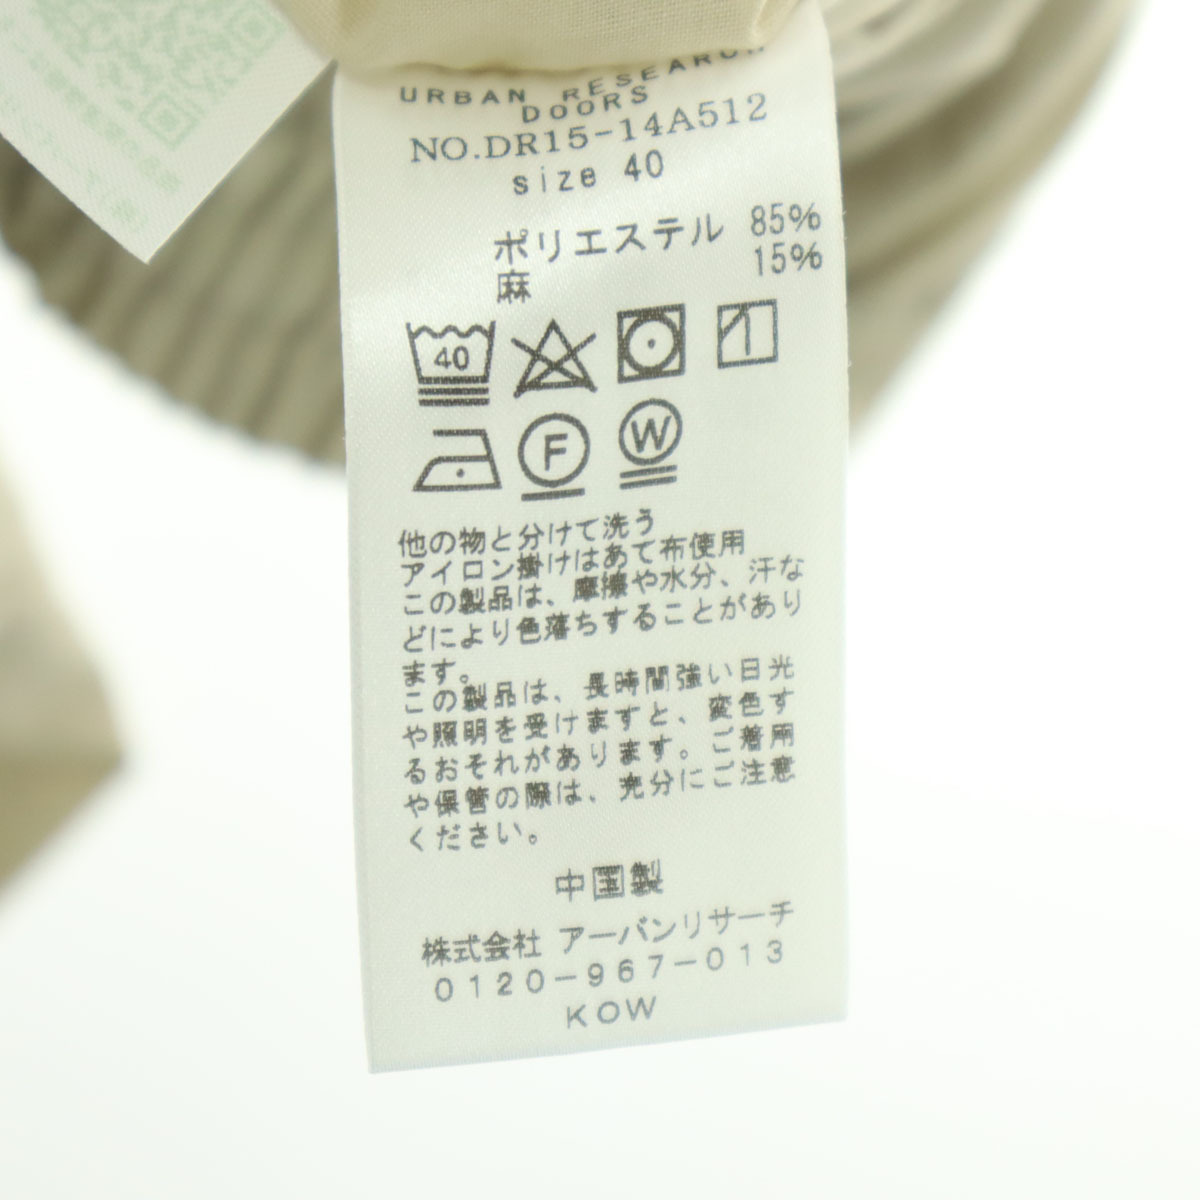 URBAN RESEARCH
DOORS
NO.DR15-14A512
size 40
ポリエステル 85%
麻 15%
40
F
W
他の物と分けて洗う
アイロン掛けはあて布使用
この製品は、摩擦や水分、汗な
どにより色落ちすることがあり
ます。
この製品は、長時間強い日光
や照明を受けますと、変色す
るおそれがあります。ご着用
や保管の際は、充分にご注意
ください。
中国製
株式会社 アーバンリサーチ
0120-967-013
KOW